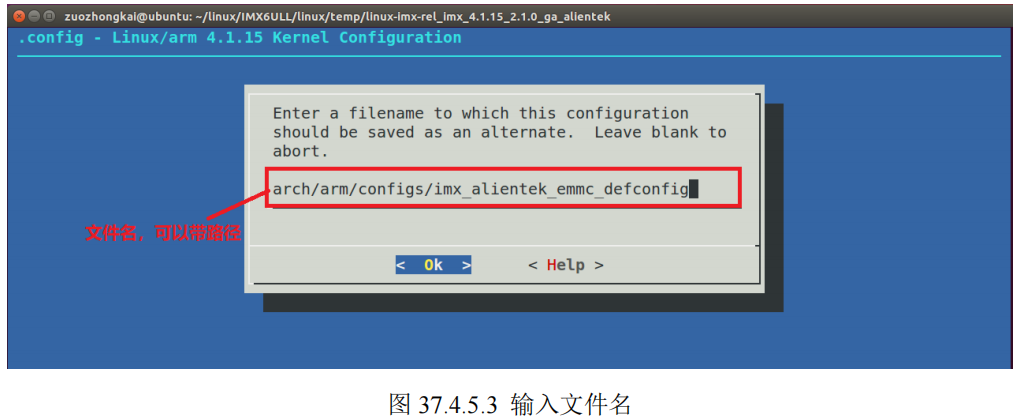 zuozhongkai@ubuntu: ~/linux/IMX6ULL/linux/temp/linux-imx-rel_imx_4.1.15_2.1.0_ga_alientek
.config - Linux/arm 4.1.15 Kernel Configuration
Enter a filename to which this configuration
should be saved as an alternate.  Leave blank to
abort.
arch/arm/configs/imx_alientek_emmc_defconfig
文件名，可以带路径
<  Ok  >      < Help >
图 37.4.5.3 输入文件名